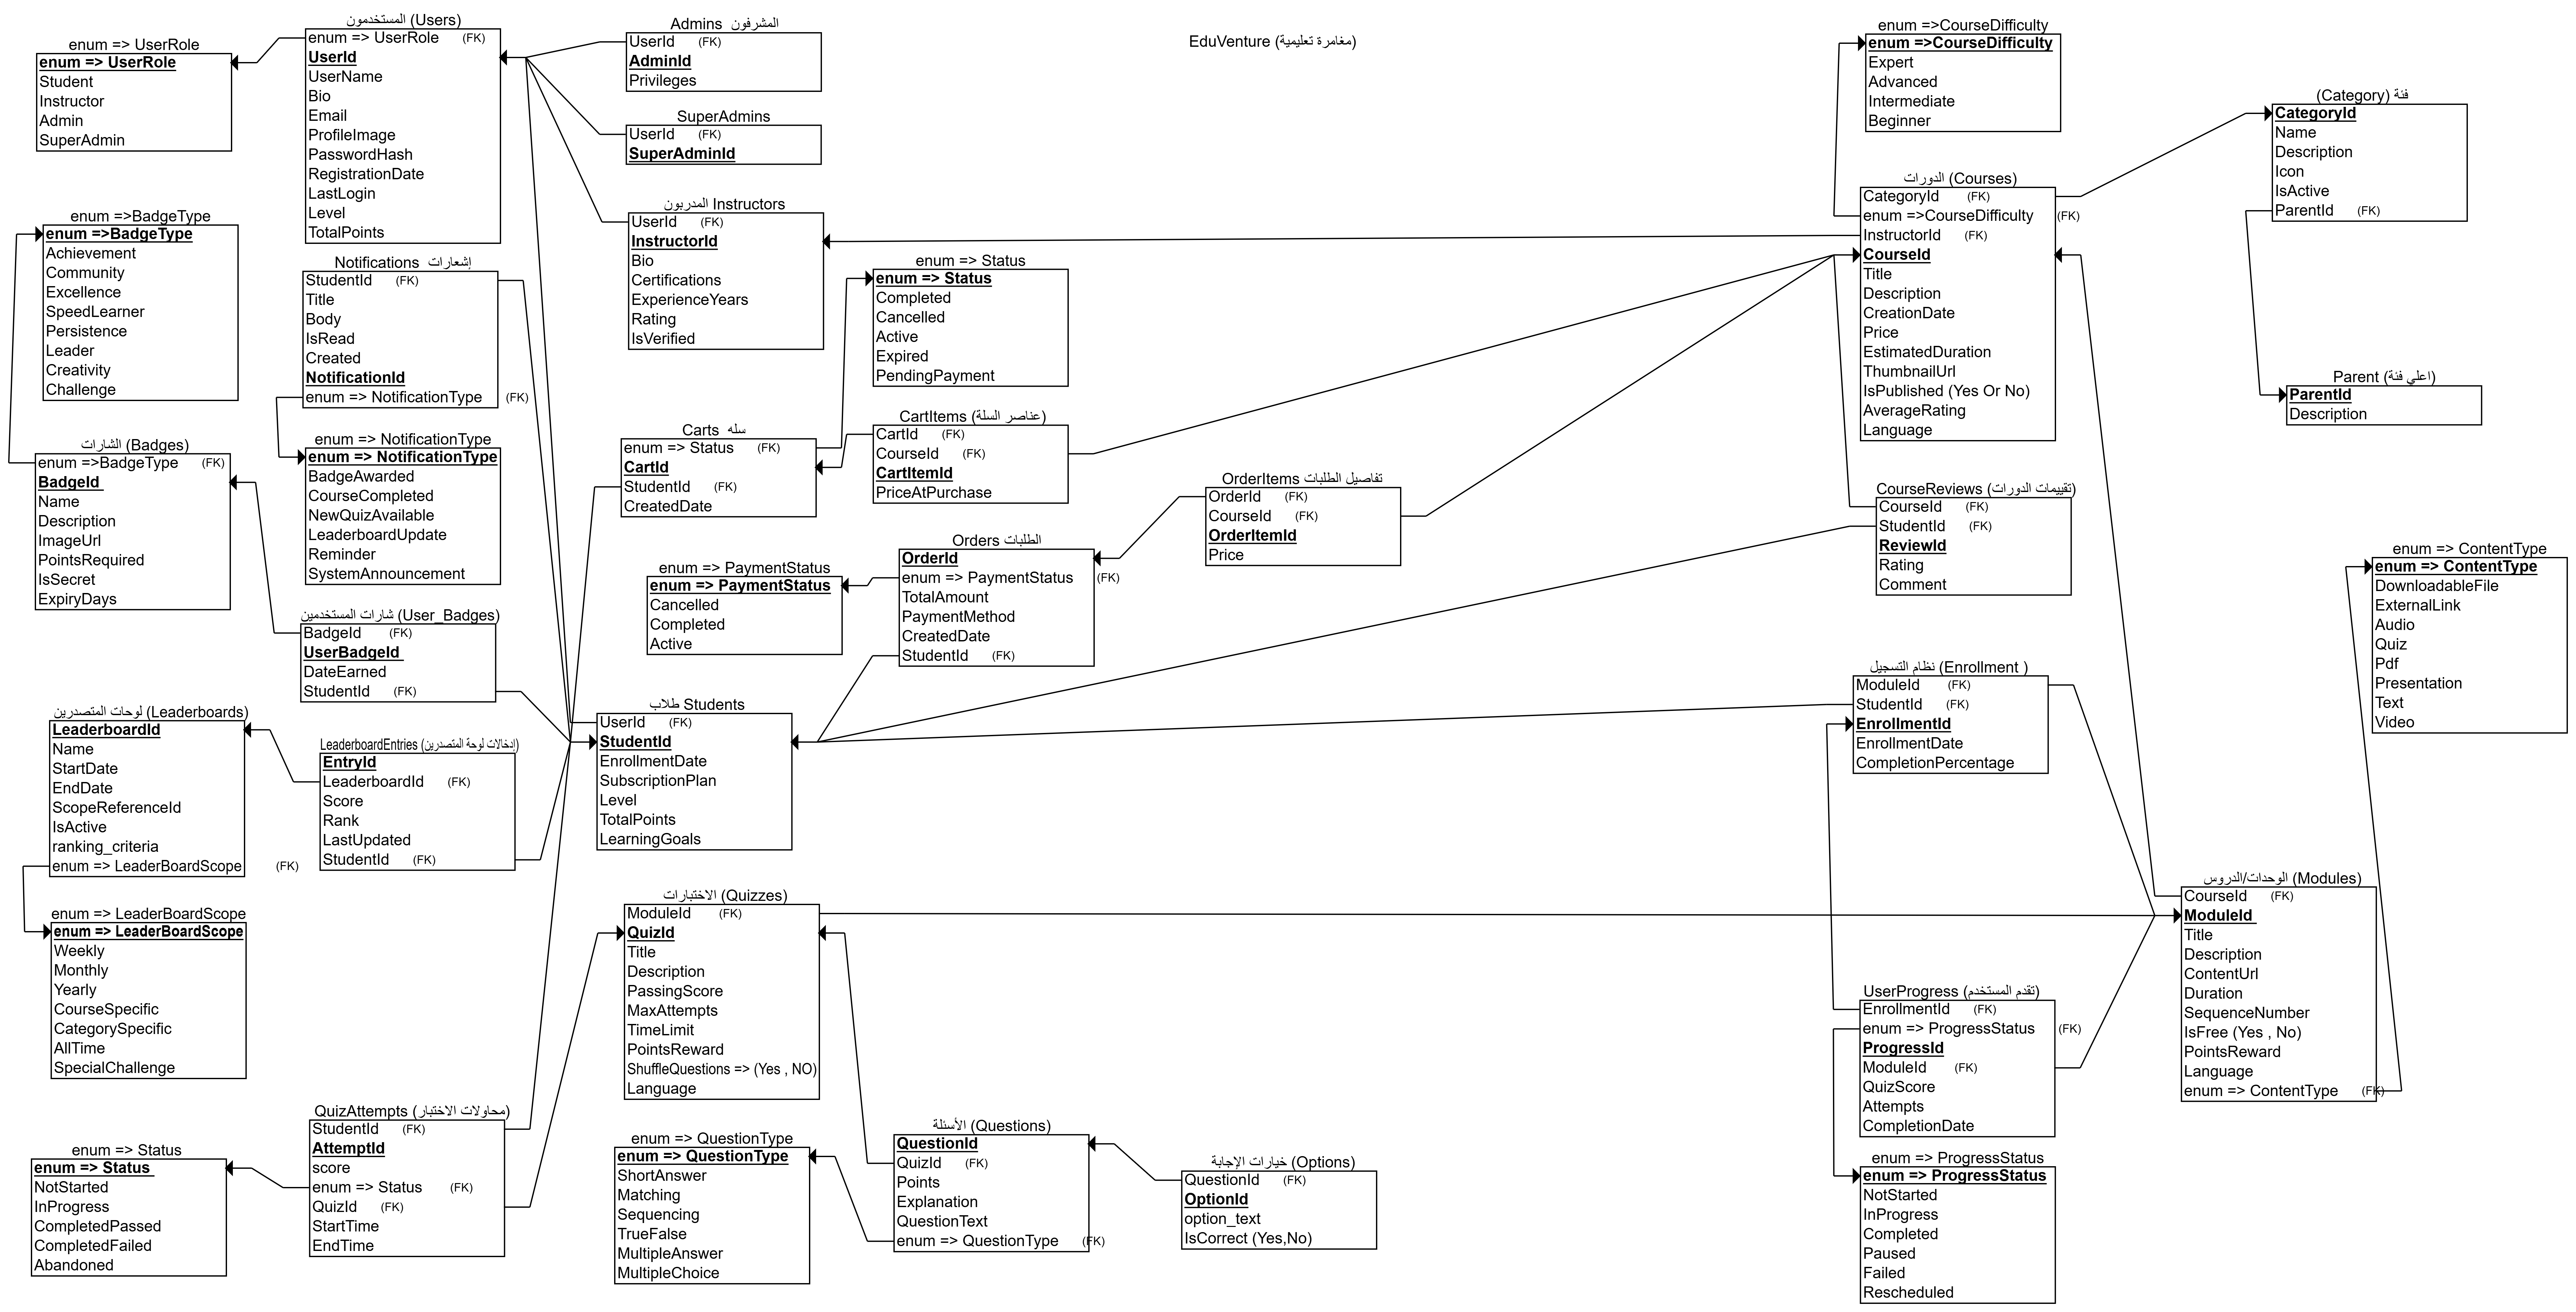 EduVenture (مغامرة تعليمية)
enum => UserRole
enum => UserRole
Student
Instructor
Admin
SuperAdmin
المستخدمون (Users)
enum => UserRole (FK)
UserId
UserName
Bio
Email
ProfileImage
PasswordHash
RegistrationDate
LastLogin
Level
TotalPoints
Admins المشرفون
UserId (FK)
AdminId
Privileges
SuperAdmins
UserId (FK)
SuperAdminId
المدربون Instructors
UserId (FK)
InstructorId
Bio
Certifications
ExperienceYears
Rating
IsVerified
enum =>BadgeType
enum =>BadgeType
Achievement
Community
Excellence
SpeedLearner
Persistence
Leader
Creativity
Challenge
Notifications إشعارات
StudentId (FK)
Title
Body
IsRead
Created
NotificationId
enum => NotificationType (FK)
enum => NotificationType
enum => NotificationType
BadgeAwarded
CourseCompleted
NewQuizAvailable
LeaderboardUpdate
Reminder
SystemAnnouncement
الشارات (Badges)
enum =>BadgeType (FK)
BadgeId
Name
Description
ImageUrl
PointsRequired
IsSecret
ExpiryDays
شارات المستخدمين (User_Badges)
BadgeId (FK)
UserBadgeId
DateEarned
StudentId (FK)
enum => Status
enum => Status
Completed
Cancelled
Active
Expired
PendingPayment
Carts سله
enum => Status (FK)
CartId
StudentId (FK)
CreatedDate
CartItems (عناصر السلة)
CartId (FK)
CourseId (FK)
CartItemId
PriceAtPurchase
OrderItems تفاصيل الطلبات
OrderId (FK)
CourseId (FK)
OrderItemId
Price
Orders الطلبات
OrderId
enum => PaymentStatus (FK)
TotalAmount
PaymentMethod
CreatedDate
StudentId (FK)
enum => PaymentStatus
enum => PaymentStatus
Cancelled
Completed
Active
طلاب Students
UserId (FK)
StudentId
EnrollmentDate
SubscriptionPlan
Level
TotalPoints
LearningGoals
لوحات المتصدرين (Leaderboards)
LeaderboardId
Name
StartDate
EndDate
ScopeReferenceId
IsActive
ranking_criteria
enum => LeaderBoardScope (FK)
LeaderboardEntries (إدخالات لوحة المتصدرين)
EntryId
LeaderboardId (FK)
Score
Rank
LastUpdated
StudentId (FK)
enum => LeaderBoardScope
enum => LeaderBoardScope
Weekly
Monthly
Yearly
CourseSpecific
CategorySpecific
AllTime
SpecialChallenge
الاختبارات (Quizzes)
ModuleId (FK)
QuizId
Title
Description
PassingScore
MaxAttempts
TimeLimit
PointsReward
ShuffleQuestions => (Yes , NO)
Language
QuizAttempts (محاولات الاختبار)
StudentId (FK)
AttemptId
score
enum => Status (FK)
QuizId (FK)
StartTime
EndTime
enum => Status
enum => Status
NotStarted
InProgress
CompletedPassed
CompletedFailed
Abandoned
enum => QuestionType
enum => QuestionType
ShortAnswer
Matching
Sequencing
TrueFalse
MultipleAnswer
MultipleChoice
الأسئلة (Questions)
QuestionId
QuizId (FK)
Points
Explanation
QuestionText
enum => QuestionType (FK)
خيارات الإجابة (Options)
QuestionId (FK)
OptionId
option_text
IsCorrect (Yes,No)
enum =>CourseDifficulty
enum =>CourseDifficulty
Expert
Advanced
Intermediate
Beginner
الدورات (Courses)
CategoryId (FK)
enum =>CourseDifficulty (FK)
InstructorId (FK)
CourseId
Title
Description
CreationDate
Price
EstimatedDuration
ThumbnailUrl
IsPublished (Yes Or No)
AverageRating
Language
فئة (Category)
CategoryId
Name
Description
Icon
IsActive
ParentId (FK)
Parent (اعلي فئة)
ParentId
Description
CourseReviews (تقييمات الدورات)
CourseId (FK)
StudentId (FK)
ReviewId
Rating
Comment
enum => ContentType
enum => ContentType
DownloadableFile
ExternalLink
Audio
Quiz
Pdf
Presentation
Text
Video
نظام التسجيل (Enrollment )
ModuleId (FK)
StudentId (FK)
EnrollmentId
EnrollmentDate
CompletionPercentage
الوحدات/الدروس (Modules)
CourseId (FK)
ModuleId
Title
Description
ContentUrl
Duration
SequenceNumber
IsFree (Yes , No)
PointsReward
Language
enum => ContentType (FK)
UserProgress (تقدم المستخدم)
EnrollmentId (FK)
enum => ProgressStatus (FK)
ProgressId
ModuleId (FK)
QuizScore
Attempts
CompletionDate
enum => ProgressStatus
enum => ProgressStatus
NotStarted
InProgress
Completed
Paused
Failed
Rescheduled